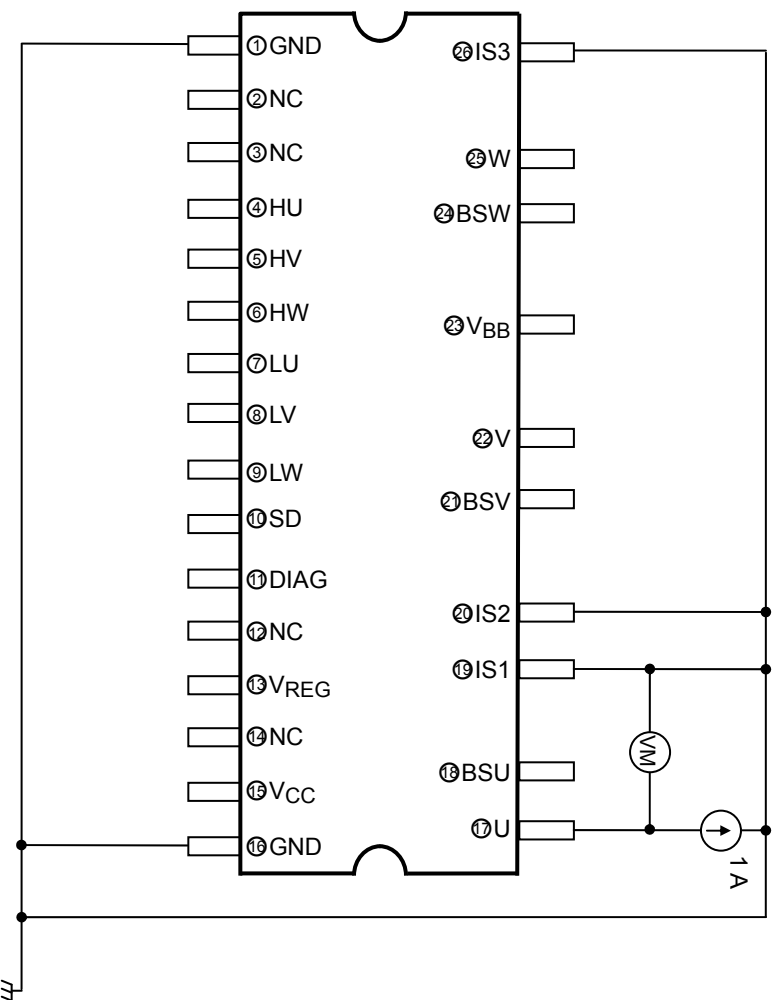 ①GND
②NC
③NC
④HU
⑤HV
⑥HW
⑦LU
⑧LV
⑨LW
⑩SD
⑪DIAG
⑫NC
⑬VREG
⑭NC
⑮VCC
⑯GND
㉖IS3
㉕W
㉔BSW
㉓VBB
㉒V
㉑BSV
⑳IS2
⑲IS1
⑱BSU
⑰U
VM
1 A